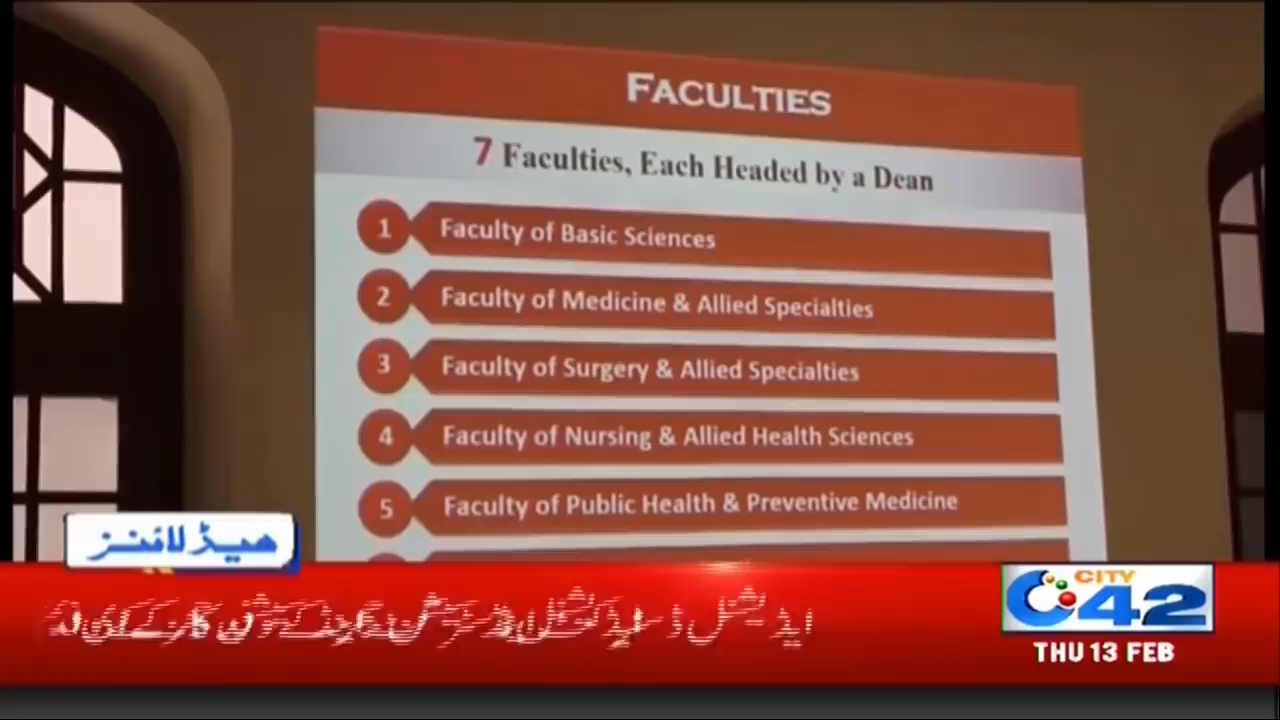 FACULTIES
7 Faculties, Each Headed by a Dean
1 Faculty of Basic Sciences
2 Faculty of Medicine & Allied Specialties
3 Faculty of Surgery & Allied Specialties
4 Faculty of Nursing & Allied Health Sciences
5 Faculty of Public Health & Preventive Medicine
ہیڈلائنز
CITY
42
THU 13 FEB